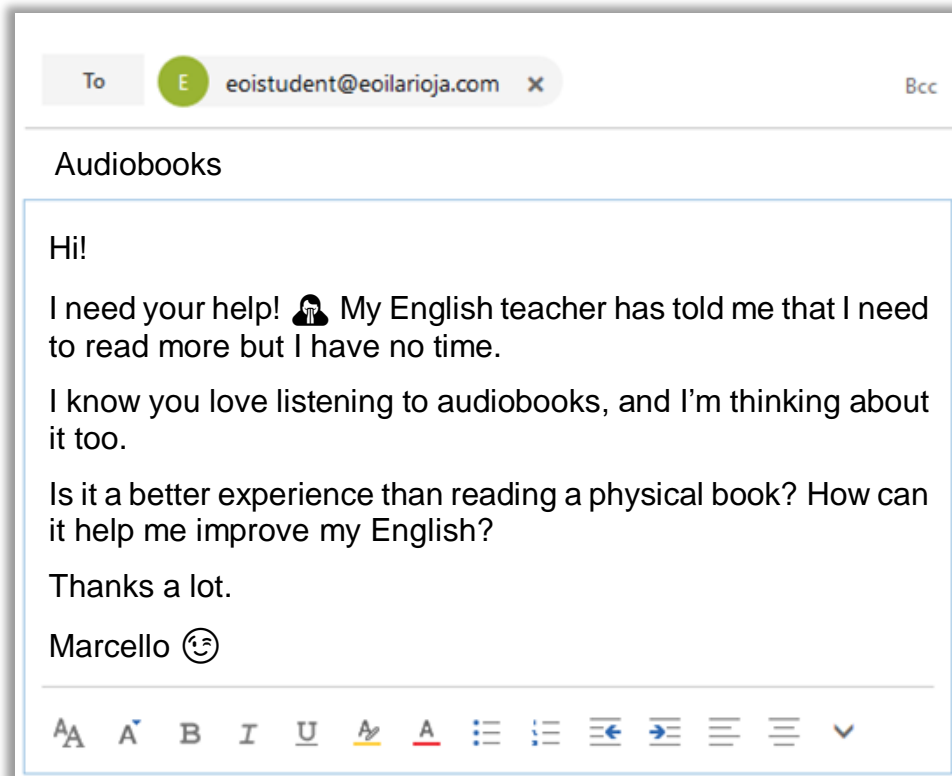 To E eoistudent@eoilarioja.com × Bcc
Audiobooks
Hi!
I need your help! My English teacher has told me that I need
to read more but I have no time.
I know you love listening to audiobooks, and I'm thinking about
it too.
Is it a better experience than reading a physical book? How can
it help me improve my English?
Thanks a lot.
Marcello 😉
AA A B I U A A